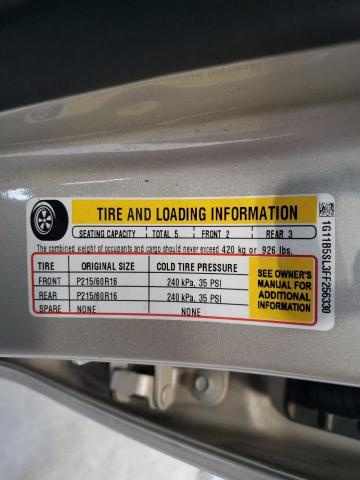 TIRE AND LOADING INFORMATION
SEATING CAPACITY TOTAL 5 FRONT 2 REAR 3
The combined weight of occupants and cargo should never exceed 420 kg or 926 lbs.
TIRE ORIGINAL SIZE COLD TIRE PRESSURE
FRONT P215/60R16 240 kPa, 35 PSI
REAR P215/60R16 240 kPa, 35 PSI
SPARE NONE NONE
SEE OWNER'S
MANUAL FOR
ADDITIONAL
INFORMATION
1G11B5SL3FF256330